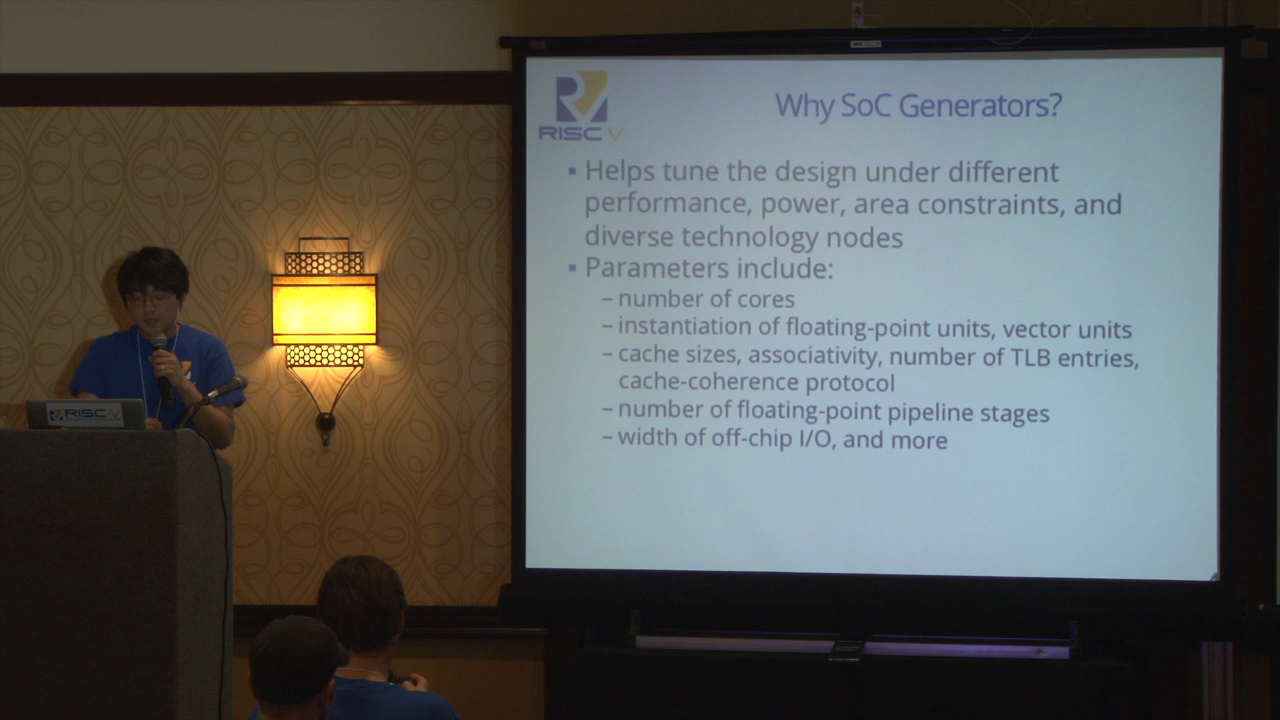 RISC-V
Why SoC Generators?
▪ Helps tune the design under different
performance, power, area constraints, and
diverse technology nodes
▪ Parameters include:
– number of cores
– instantiation of floating-point units, vector units
– cache sizes, associativity, number of TLB entries,
cache-coherence protocol
– number of floating-point pipeline stages
– width of off-chip I/O, and more
RISC-V